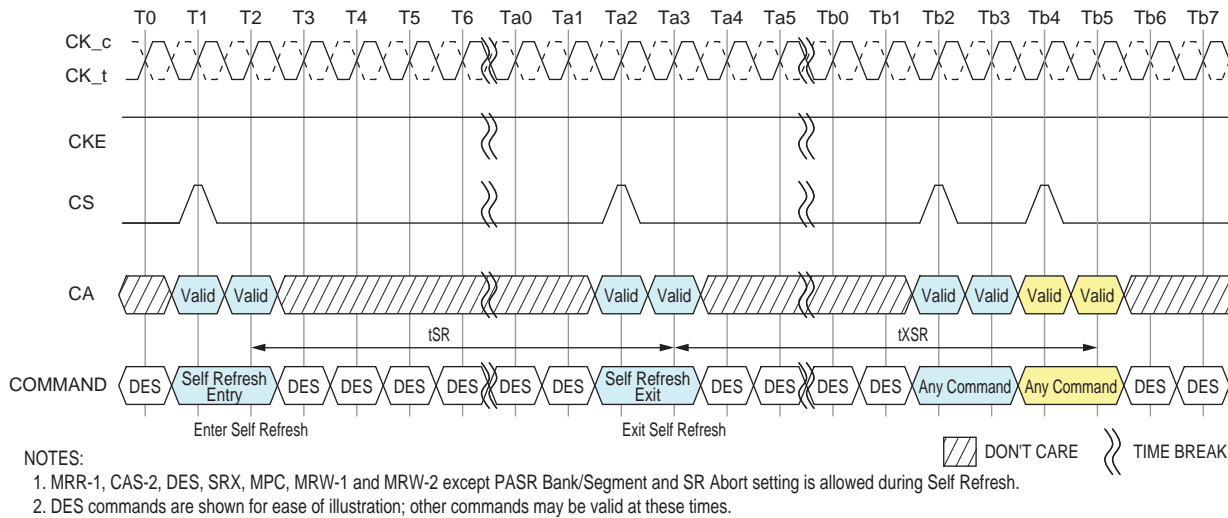 T0 T1 T2 T3 T4 T5 T6 Ta0 Ta1 Ta2 Ta3 Ta4 Ta5 Tb0 Tb1 Tb2 Tb3 Tb4 Tb5 Tb6 Tb7
CK_c
CK_t
CKE
CS
CA Valid Valid Valid Valid Valid Valid Valid Valid
tSR tXSR
COMMAND DES Self Refresh Entry DES DES DES DES DES DES Self Refresh Exit DES DES DES DES Any Command Any Command DES DES
Enter Self Refresh Exit Self Refresh
DON'T CARE TIME BREAK
NOTES:
1. MRR-1, CAS-2, DES, SRX, MPC, MRW-1 and MRW-2 except PASR Bank/Segment and SR Abort setting is allowed during Self Refresh.
2. DES commands are shown for ease of illustration; other commands may be valid at these times.